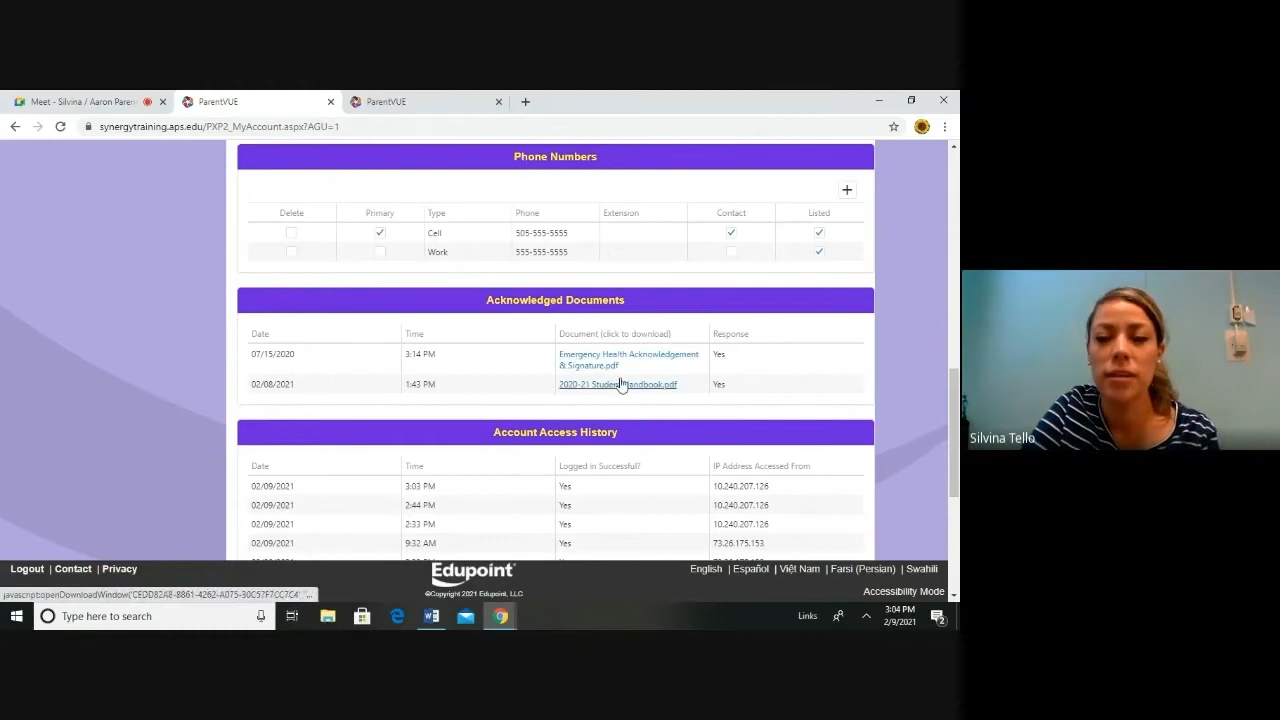 Meet - Silvina / Aaron Paren
ParentVUE
ParentVUE
synergytraining.aps.edu/PXP2_MyAccount.aspx?AGU=1
Phone Numbers
Delete Primary Type Phone Extension Contact Listed
Cell 505-555-5555
Work 555-555-5555
Acknowledged Documents
Date Time Document (click to download) Response
07/15/2020 3:14 PM Emergency Health Acknowledgement Yes
& Signature.pdf
02/08/2021 1:43 PM 2020-21 Student Handbook.pdf Yes
Account Access History
Date Time Logged in Successful? IP Address Accessed From
02/09/2021 3:03 PM Yes 10.240.207.126
02/09/2021 2:44 PM Yes 10.240.207.126
02/09/2021 2:33 PM Yes 10.240.207.126
02/09/2021 9:32 AM Yes 73.26.175.153
Logout | Contact | Privacy
Edupoint
©Copyright 2021 Edupoint, LLC
English | Español | Việt Nam | Farsi (Persian) | Swahili
Accessibility Mode
Type here to search
Links
3:04 PM
2/9/2021
2
Silvina Tello